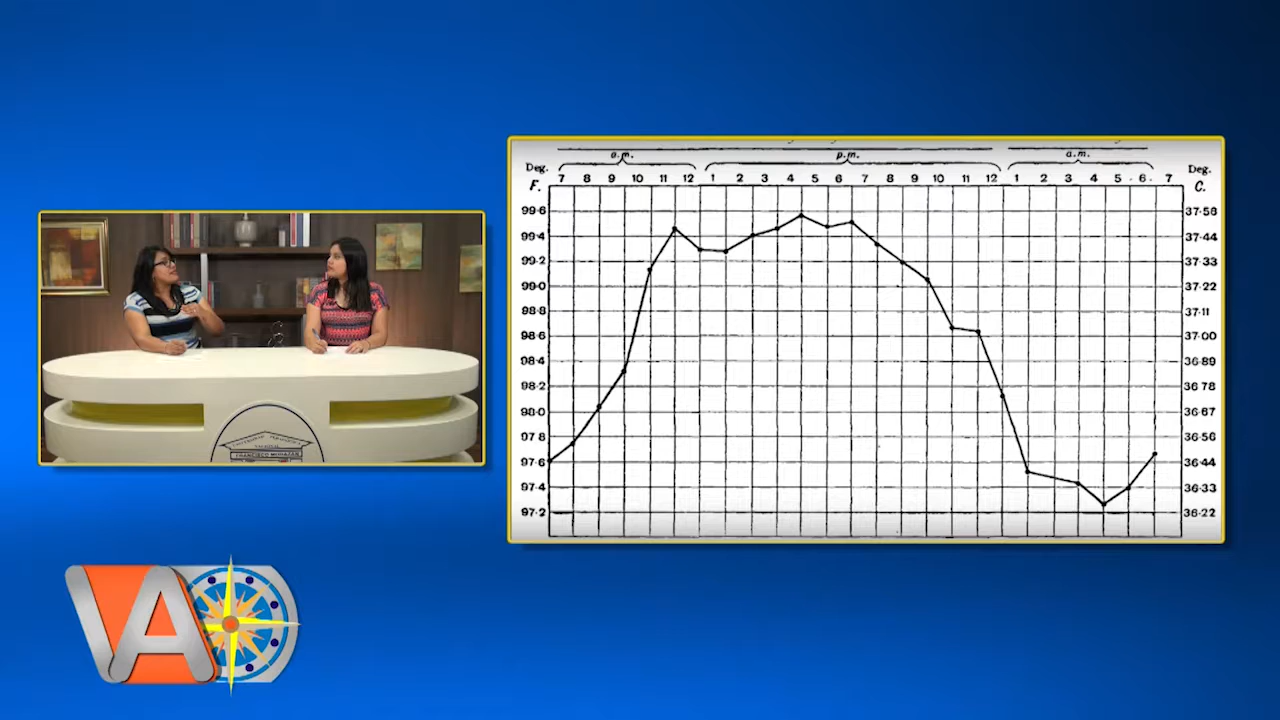 a.m. p.m. a.m.
Deg. 7 8 9 10 11 12 1 2 3 4 5 6 7 8 9 10 11 12 1 2 3 4 5 6 7 Deg.
F. C.
99·6 37·56
99·4 37·44
99·2 37·33
99·0 37·22
98·8 37·11
98·6 37·00
98·4 36·89
98·2 36·78
98·0 36·67
97·8 36·56
97·6 36·44
97·4 36·33
97·2 36·22
FRANCISCO MORAZAN
VA